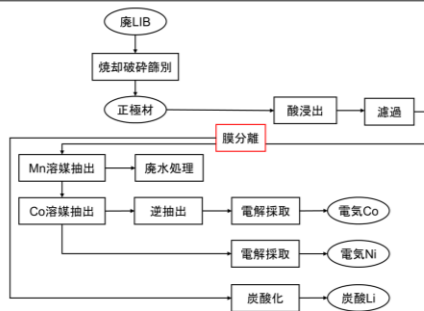 廃LIB
焼却破砕篩別
正極材
酸浸出
濾過
膜分離
Mn溶媒抽出
廃水処理
Co溶媒抽出
逆抽出
電解採取
電気Co
電解採取
電気Ni
炭酸化
炭酸Li